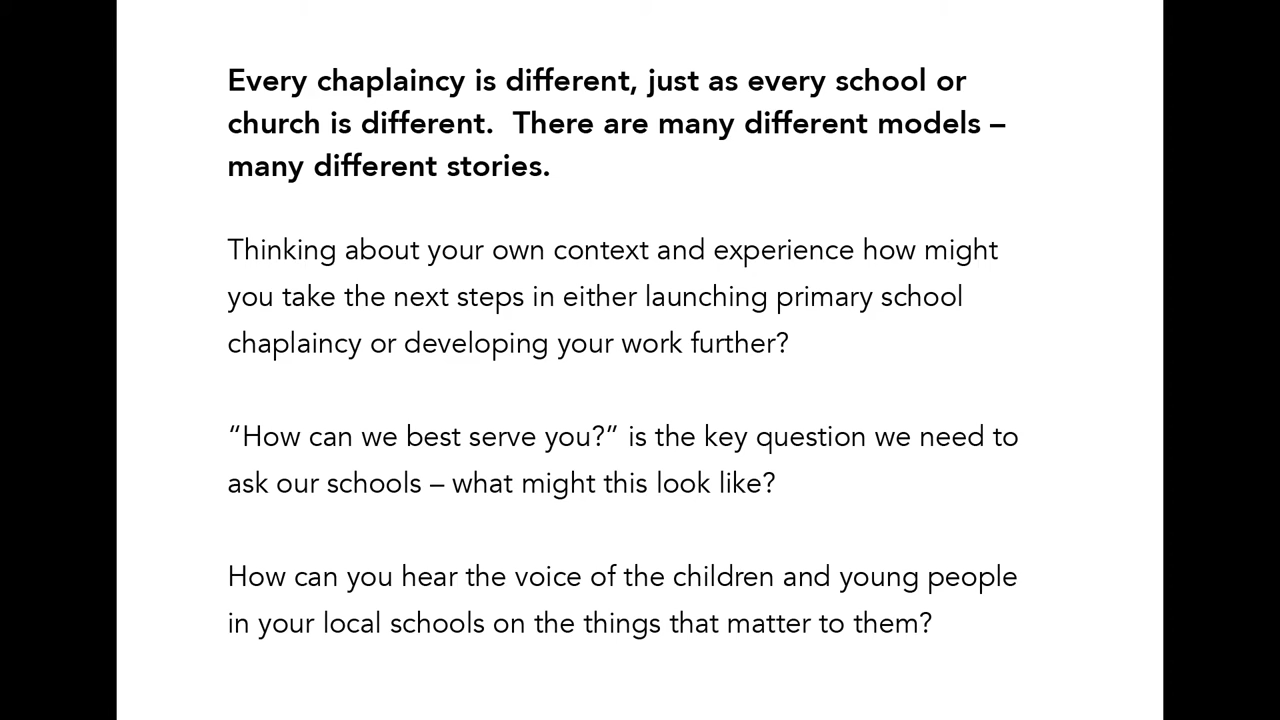 Every chaplaincy is different, just as every school or
church is different.  There are many different models –
many different stories.
Thinking about your own context and experience how might
you take the next steps in either launching primary school
chaplaincy or developing your work further?
“How can we best serve you?” is the key question we need to
ask our schools – what might this look like?
How can you hear the voice of the children and young people
in your local schools on the things that matter to them?